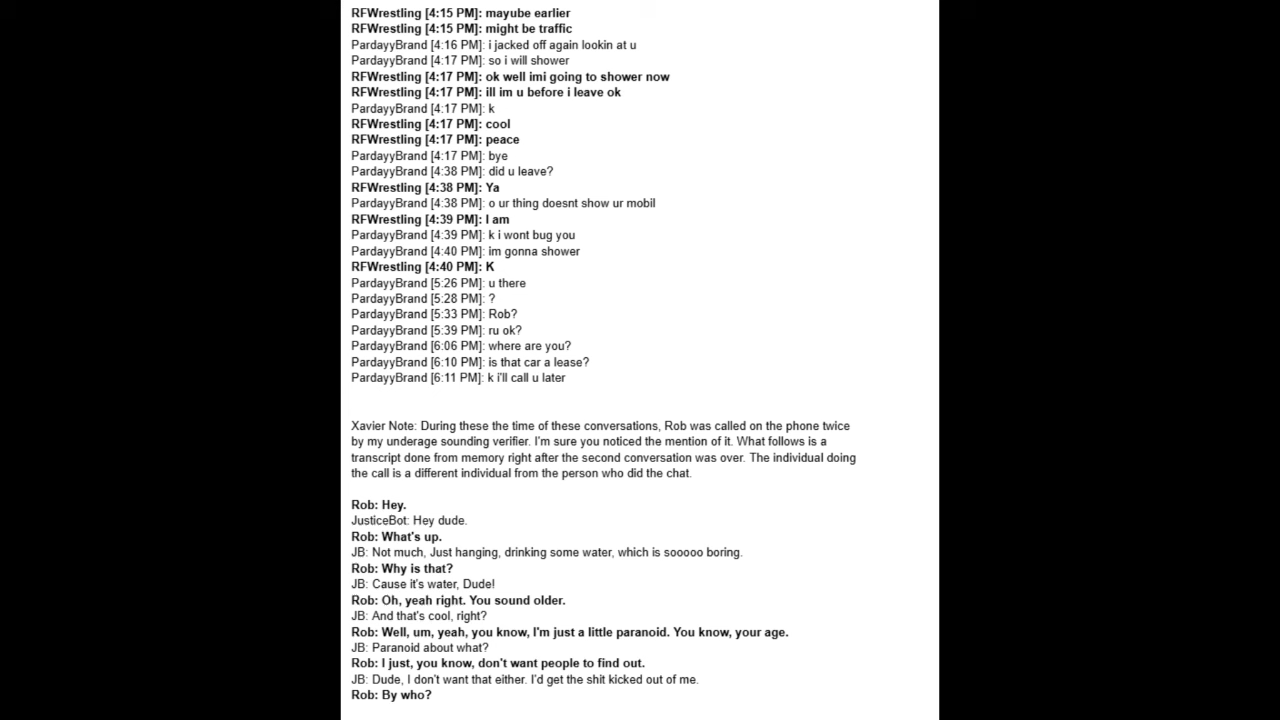 RFWrestling [4:15 PM]: mayube earlier
RFWrestling [4:15 PM]: might be traffic
PardayyBrand [4:16 PM]: i jacked off again lookin at u
PardayyBrand [4:17 PM]: so i will shower
RFWrestling [4:17 PM]: ok well imi going to shower now
RFWrestling [4:17 PM]: ill im u before i leave ok
PardayyBrand [4:17 PM]: k
RFWrestling [4:17 PM]: cool
RFWrestling [4:17 PM]: peace
PardayyBrand [4:17 PM]: bye
PardayyBrand [4:38 PM]: did u leave?
RFWrestling [4:38 PM]: Ya
PardayyBrand [4:38 PM]: o ur thing doesnt show ur mobil
RFWrestling [4:39 PM]: I am
PardayyBrand [4:39 PM]: k i wont bug you
PardayyBrand [4:40 PM]: im gonna shower
RFWrestling [4:40 PM]: K
PardayyBrand [5:26 PM]: u there
PardayyBrand [5:28 PM]: ?
PardayyBrand [5:33 PM]: Rob?
PardayyBrand [5:39 PM]: ru ok?
PardayyBrand [6:06 PM]: where are you?
PardayyBrand [6:10 PM]: is that car a lease?
PardayyBrand [6:11 PM]: k i'll call u later
Xavier Note: During these the time of these conversations, Rob was called on the phone twice
by my underage sounding verifier. I'm sure you noticed the mention of it. What follows is a
transcript done from memory right after the second conversation was over. The individual doing
the call is a different individual from the person who did the chat.
Rob: Hey.
JusticeBot: Hey dude.
Rob: What's up.
JB: Not much, Just hanging, drinking some water, which is sooooo boring.
Rob: Why is that?
JB: Cause it's water, Dude!
Rob: Oh, yeah right. You sound older.
JB: And that's cool, right?
Rob: Well, um, yeah, you know, I'm just a little paranoid. You know, your age.
JB: Paranoid about what?
Rob: I just, you know, don't want people to find out.
JB: Dude, I don't want that either. I'd get the shit kicked out of me.
Rob: By who?